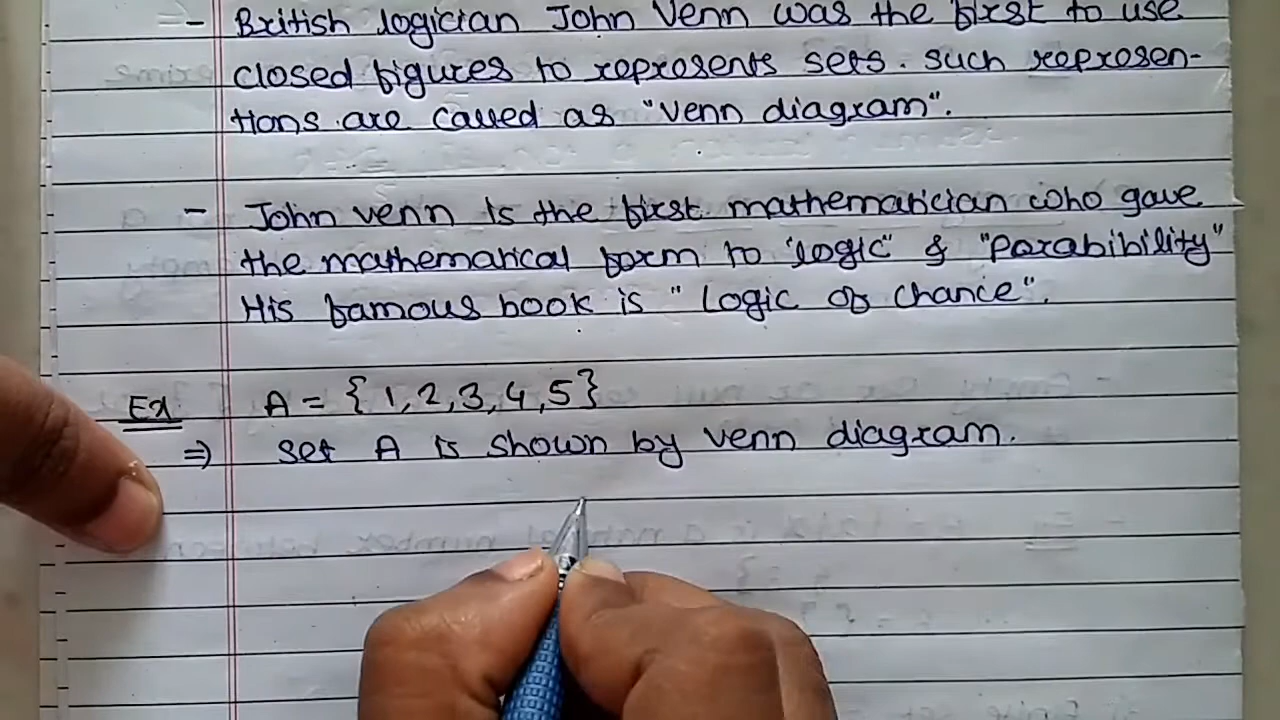 - British logician John Venn was the first to use
closed figures to represents sets. such represen-
tions are called as "Venn diagram".
- John venn is the first mathematician who gave
the mathematical form to "logic" & "Parabibility"
His famous book is "Logic of chance".
Ex A = { 1, 2, 3, 4, 5 }
⇒ set A is shown by venn diagram.